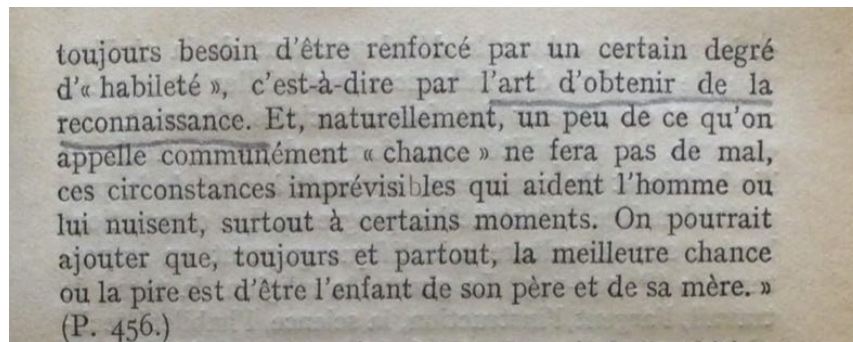 toujours besoin d'être renforcé par un certain degré
d'« habileté », c'est-à-dire par l'art d'obtenir de la
reconnaissance. Et, naturellement, un peu de ce qu'on
appelle communément « chance » ne fera pas de mal,
ces circonstances imprévisibles qui aident l'homme ou
lui nuisent, surtout à certains moments. On pourrait
ajouter que, toujours et partout, la meilleure chance
ou la pire est d'être l'enfant de son père et de sa mère. »
(P. 456.)